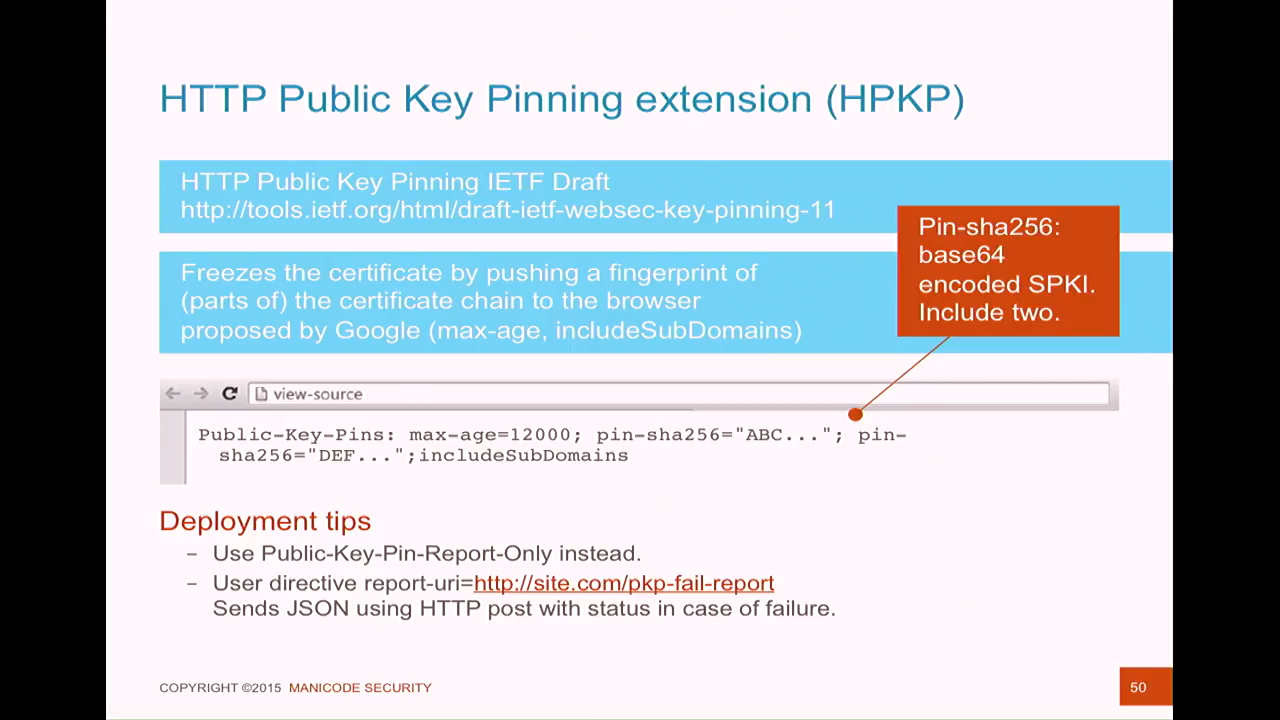 HTTP Public Key Pinning extension (HPKP)
HTTP Public Key Pinning IETF Draft
http://tools.ietf.org/html/draft-ietf-websec-key-pinning-11
Pin-sha256:
base64
encoded SPKI.
Include two.
Freezes the certificate by pushing a fingerprint of
(parts of) the certificate chain to the browser
proposed by Google (max-age, includeSubDomains)
view-source
Public-Key-Pins: max-age=12000; pin-sha256="ABC..."; pin-
sha256="DEF...";includeSubDomains
Deployment tips
– Use Public-Key-Pin-Report-Only instead.
– User directive report-uri=http://site.com/pkp-fail-report
Sends JSON using HTTP post with status in case of failure.
COPYRIGHT ©2015 MANICODE SECURITY
50